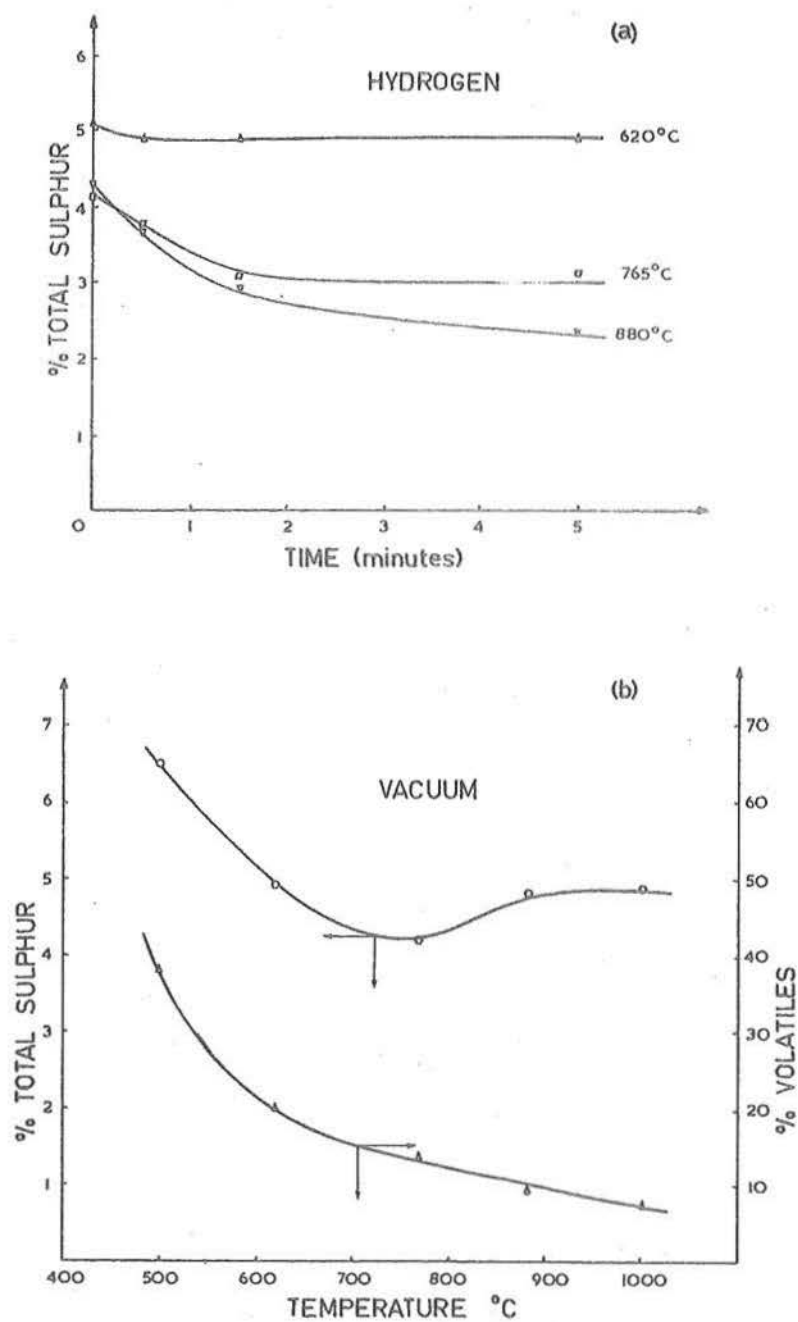 (a)
HYDROGEN
6
5
4
3
2
1
% TOTAL SULPHUR
620°C
765°C
880°C
0 1 2 3 4 5
TIME (minutes)
(b)
VACUUM
7
6
5
4
3
2
1
% TOTAL SULPHUR
70
60
50
40
30
20
10
% VOLATILES
400 500 600 700 800 900 1000
TEMPERATURE °C